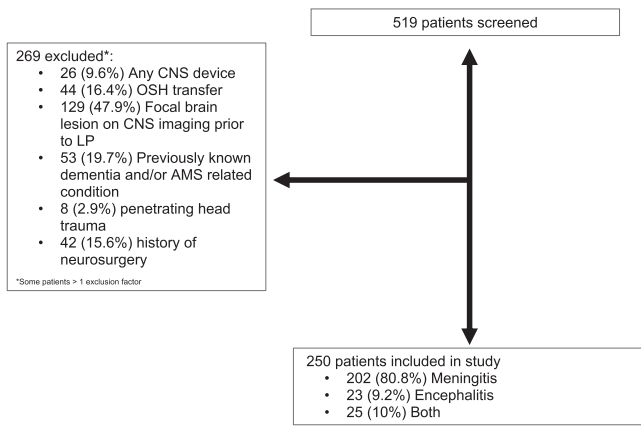 519 patients screened
269 excluded*:
• 26 (9.6%) Any CNS device
• 44 (16.4%) OSH transfer
• 129 (47.9%) Focal brain
lesion on CNS imaging prior
to LP
• 53 (19.7%) Previously known
dementia and/or AMS related
condition
• 8 (2.9%) penetrating head
trauma
• 42 (15.6%) history of
neurosurgery
*Some patients > 1 exclusion factor
250 patients included in study
• 202 (80.8%) Meningitis
• 23 (9.2%) Encephalitis
• 25 (10%) Both